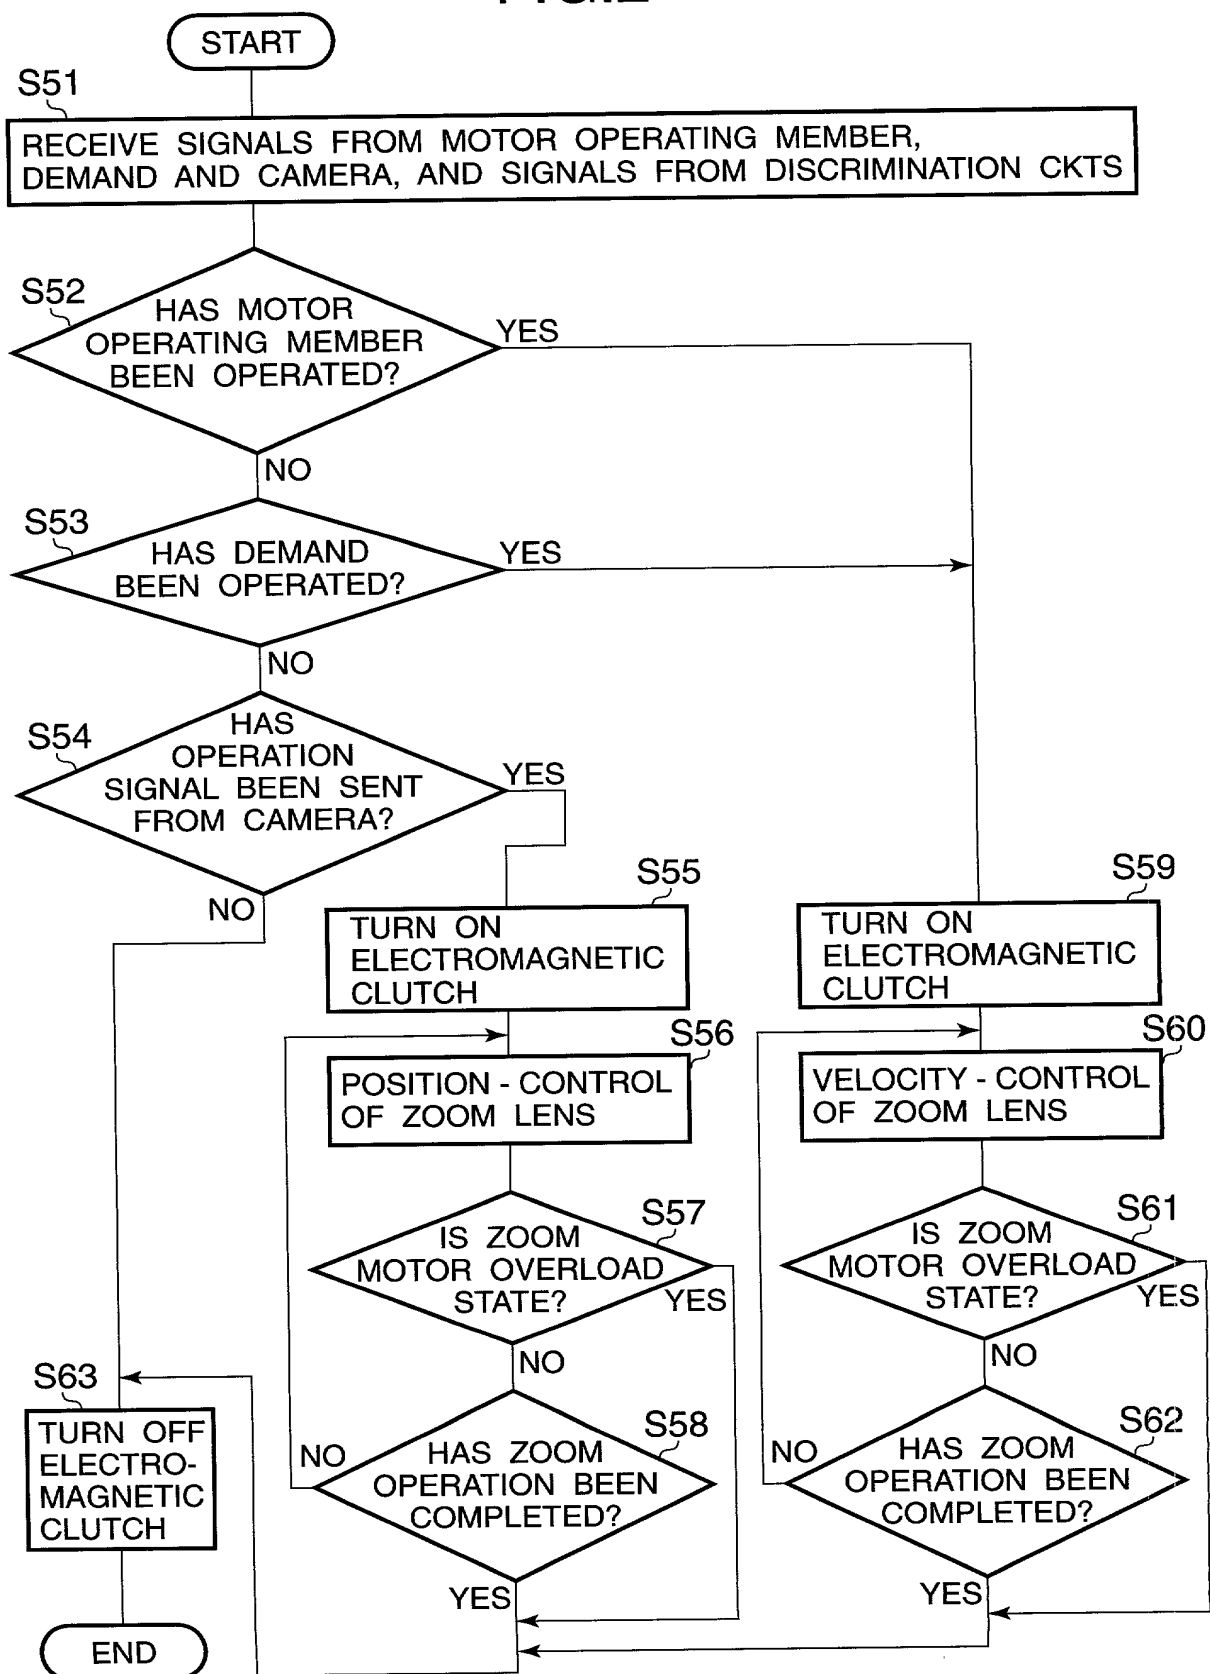 START
S51
RECEIVE SIGNALS FROM MOTOR OPERATING MEMBER,
DEMAND AND CAMERA, AND SIGNALS FROM DISCRIMINATION CKTS
S52
HAS MOTOR
OPERATING MEMBER
BEEN OPERATED?
YES
NO
S53
HAS DEMAND
BEEN OPERATED?
YES
NO
S54
HAS
OPERATION
SIGNAL BEEN SENT
FROM CAMERA?
YES
NO
S55
TURN ON
ELECTROMAGNETIC
CLUTCH
S56
POSITION - CONTROL
OF ZOOM LENS
S57
IS ZOOM
MOTOR OVERLOAD
STATE?
YES
NO
S58
HAS ZOOM
OPERATION BEEN
COMPLETED?
NO
YES
S59
TURN ON
ELECTROMAGNETIC
CLUTCH
S60
VELOCITY - CONTROL
OF ZOOM LENS
S61
IS ZOOM
MOTOR OVERLOAD
STATE?
YES
NO
S62
HAS ZOOM
OPERATION BEEN
COMPLETED?
NO
YES
S63
TURN OFF
ELECTRO-
MAGNETIC
CLUTCH
END